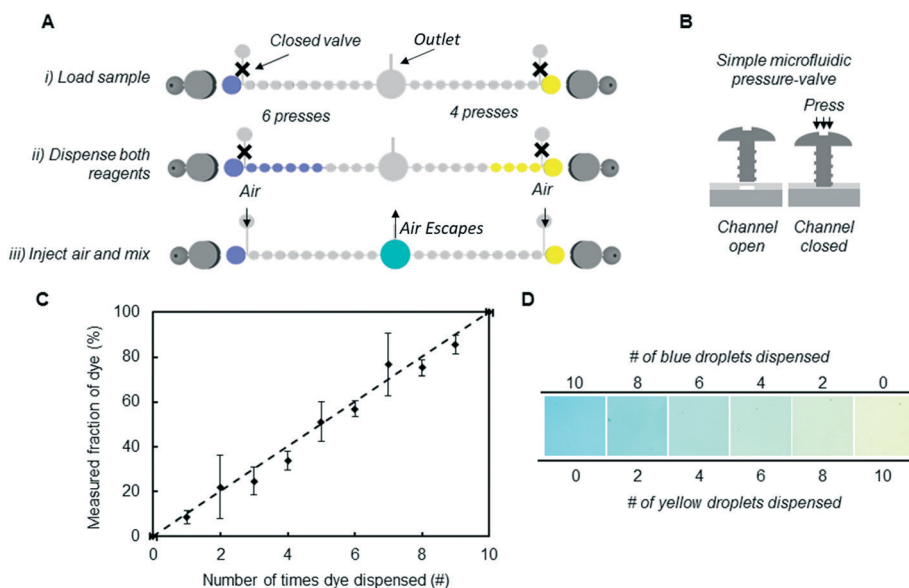 A
Closed valve
Outlet
i) Load sample
6 presses
4 presses
ii) Dispense both
reagents
Air
Air
Air Escapes
iii) Inject air and mix
B
Simple microfluidic
pressure-valve
Press
Channel
open
Channel
closed
C
Measured fraction of dye (%)
100
80
60
40
20
0
0 2 4 6 8 10
Number of times dye dispensed (#)
D
# of blue droplets dispensed
10 8 6 4 2 0
0 2 4 6 8 10
# of yellow droplets dispensed